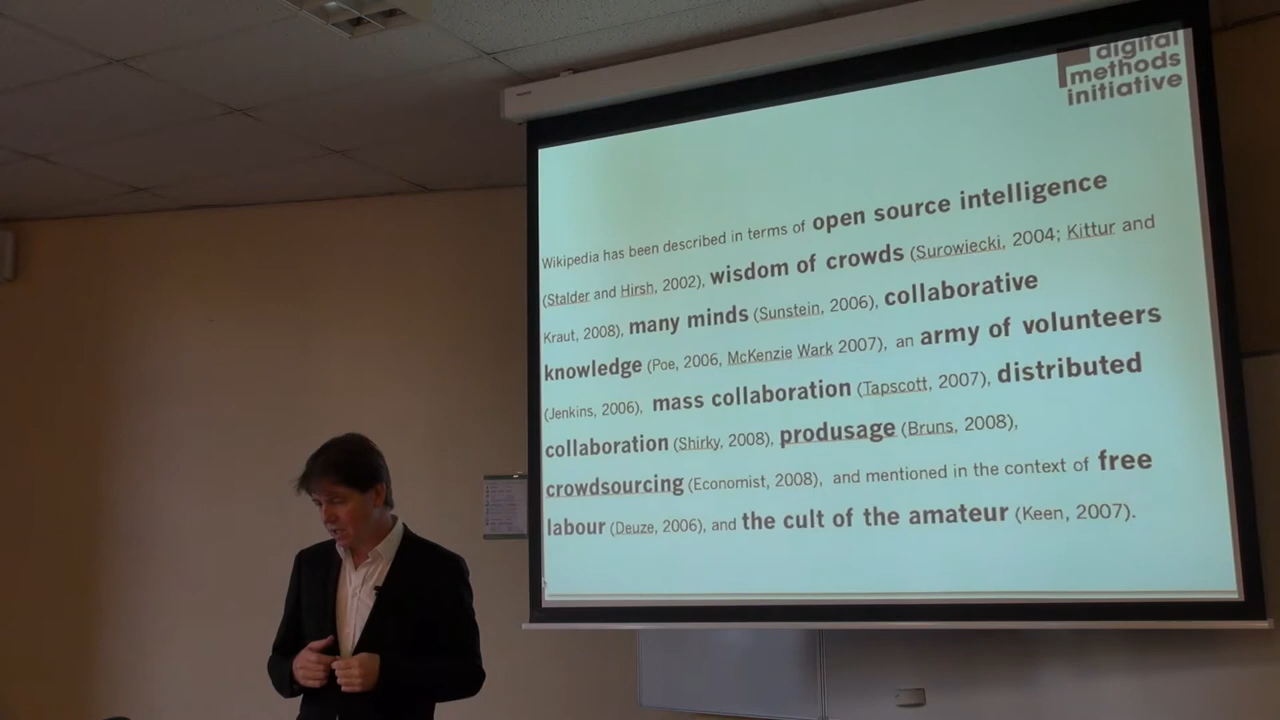 digital
methods
initiative
Wikipedia has been described in terms of open source intelligence
(Stalder and Hirsh, 2002), wisdom of crowds (Surowiecki, 2004; Kittur and
Kraut, 2008), many minds (Sunstein, 2006), collaborative
knowledge (Poe, 2006, McKenzie Wark 2007), an army of volunteers
(Jenkins, 2006), mass collaboration (Tapscott, 2007), distributed
collaboration (Shirky, 2008), produsage (Bruns, 2008),
crowdsourcing (Economist, 2008), and mentioned in the context of free
labour (Deuze, 2006), and the cult of the amateur (Keen, 2007).